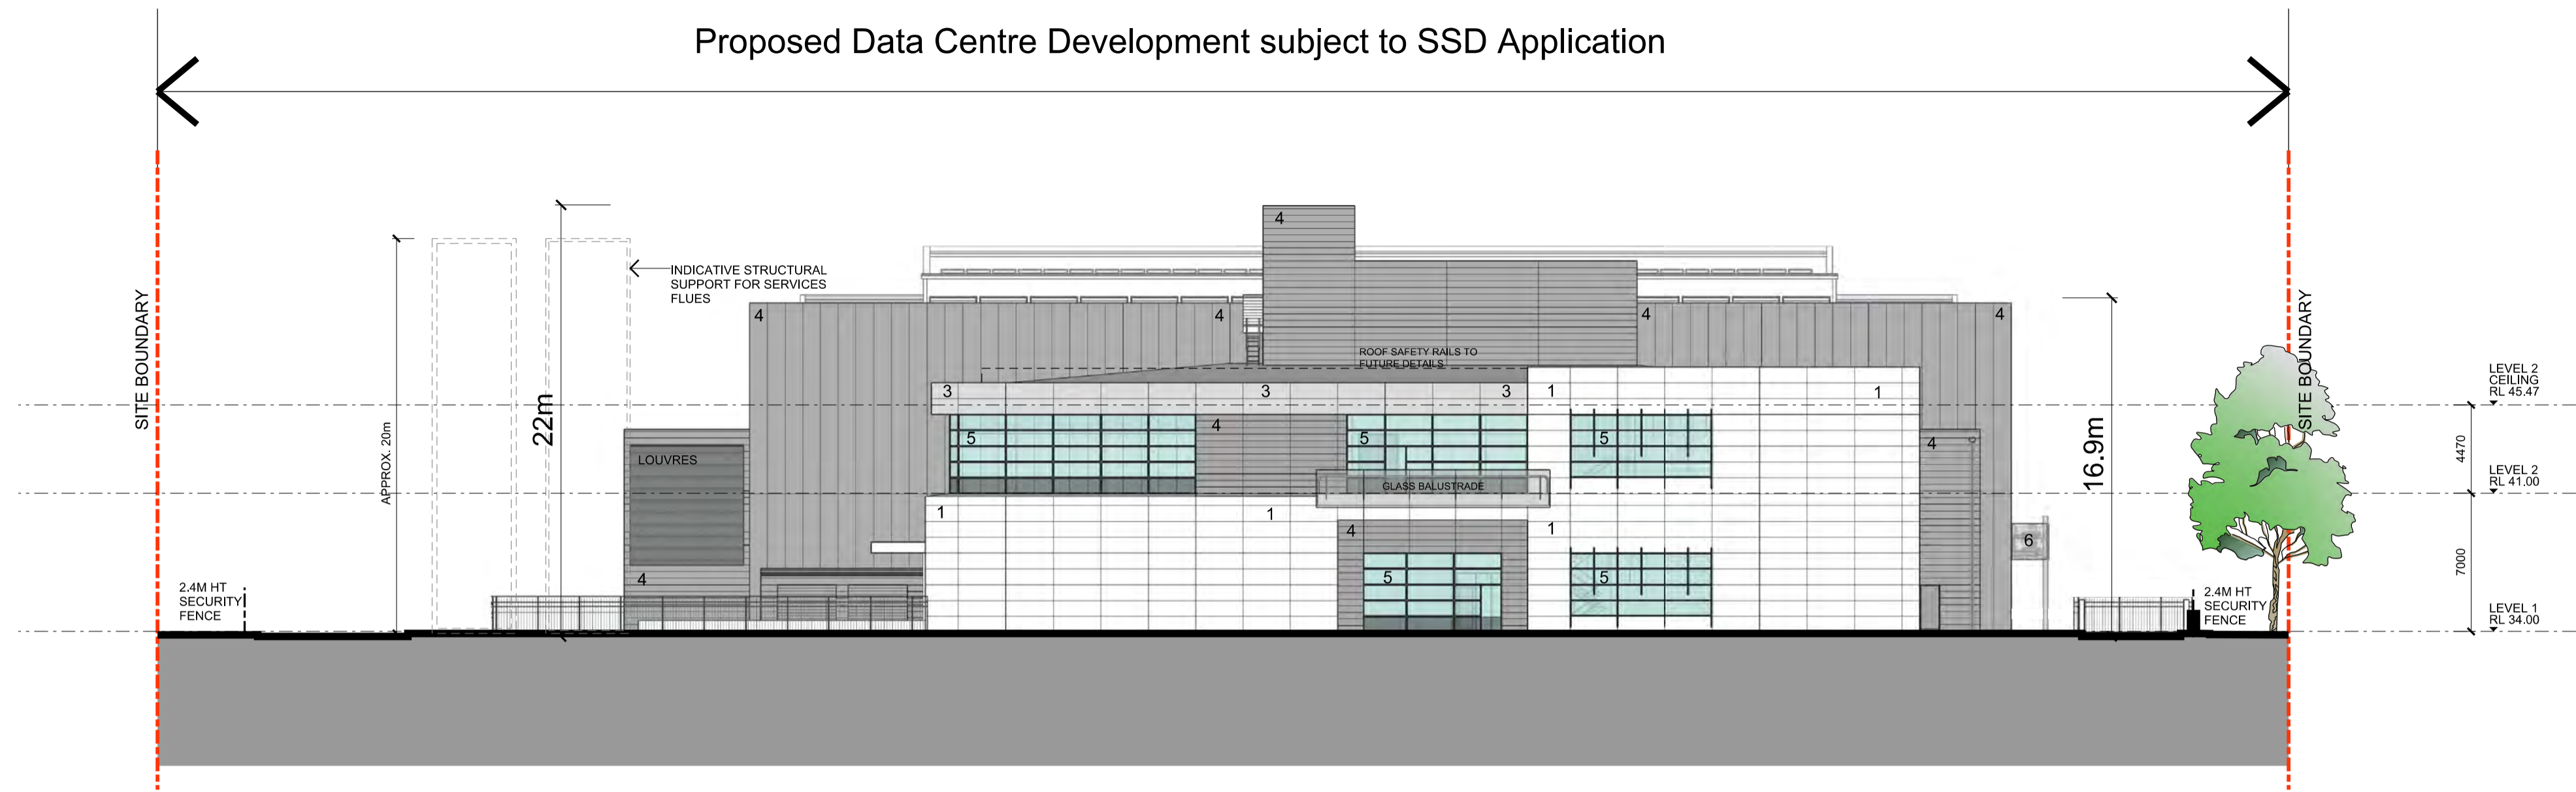 Proposed Data Centre Development subject to SSD Application
SITE BOUNDARY
APPROX. 20m
22m
INDICATIVE STRUCTURAL
SUPPORT FOR SERVICES
FLUES
4
4
4
4
4
ROOF SAFETY RAILS TO
FUTURE DETAILS
3
3
3
1
1
4
5
5
5
4
LOUVRES
GLASS BALUSTRADE
1
1
4
1
6
4
5
5
2.4M HT
SECURITY
FENCE
16.9m
SITE BOUNDARY
2.4M HT
SECURITY
FENCE
LEVEL 2
CEILING
RL 45.47
4470
LEVEL 2
RL 41.00
7000
LEVEL 1
RL 34.00